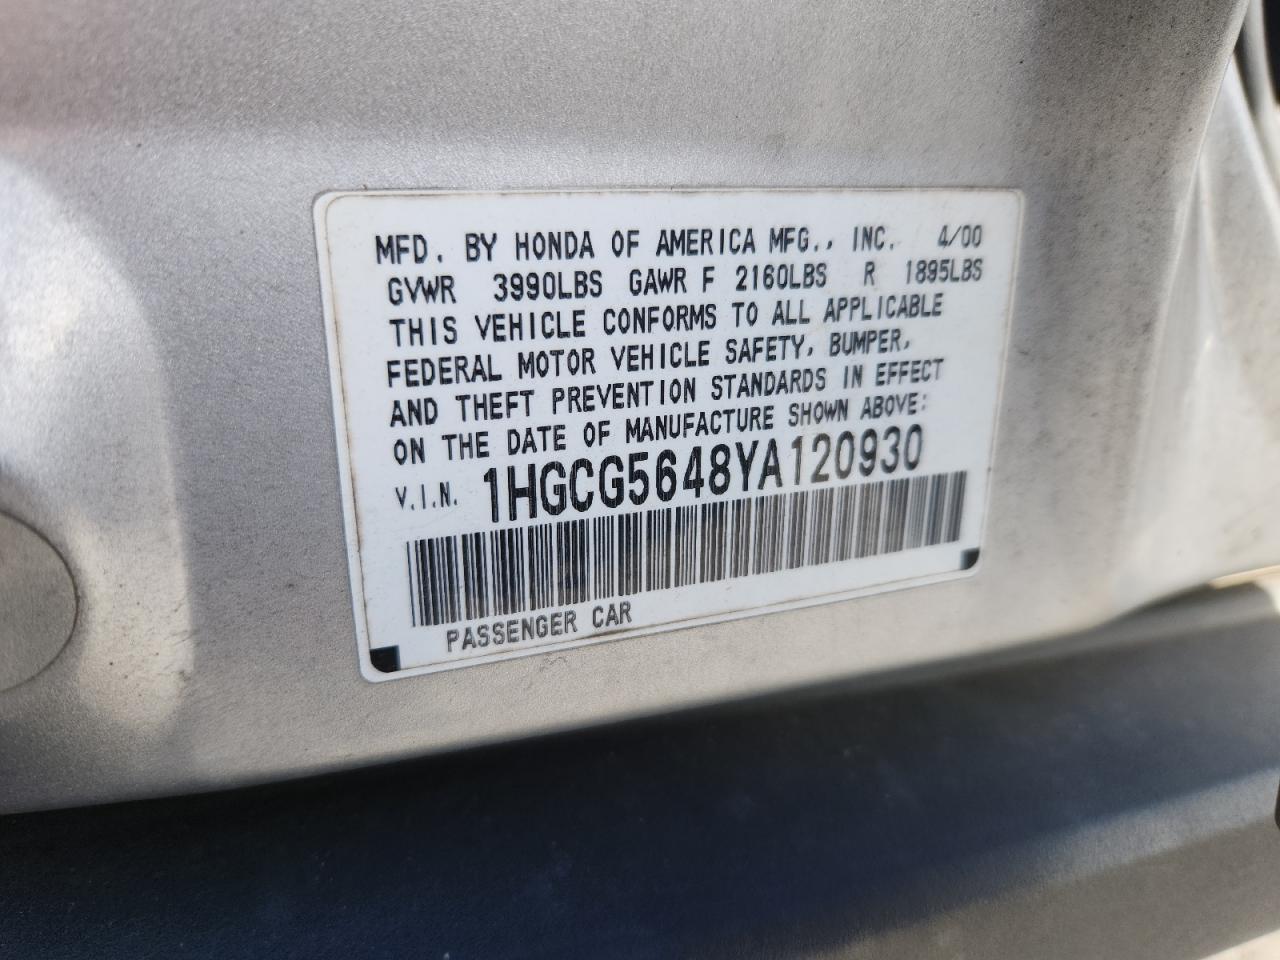 MFD. BY HONDA OF AMERICA MFG., INC. 4/00
GVWR 3990LBS GAWR F 2160LBS R 1895LBS
THIS VEHICLE CONFORMS TO ALL APPLICABLE
FEDERAL MOTOR VEHICLE SAFETY, BUMPER,
AND THEFT PREVENTION STANDARDS IN EFFECT
ON THE DATE OF MANUFACTURE SHOWN ABOVE:
V.I.N. 1HGCG5648YA120930
PASSENGER CAR